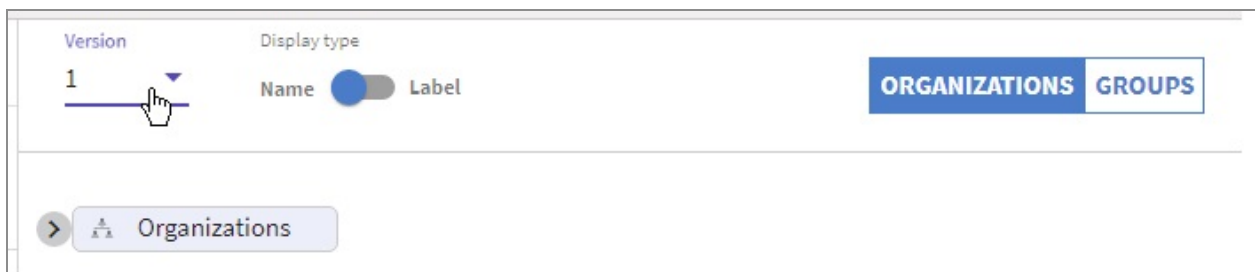 Version Display type
1 Name Label ORGANIZATIONS GROUPS
Organizations